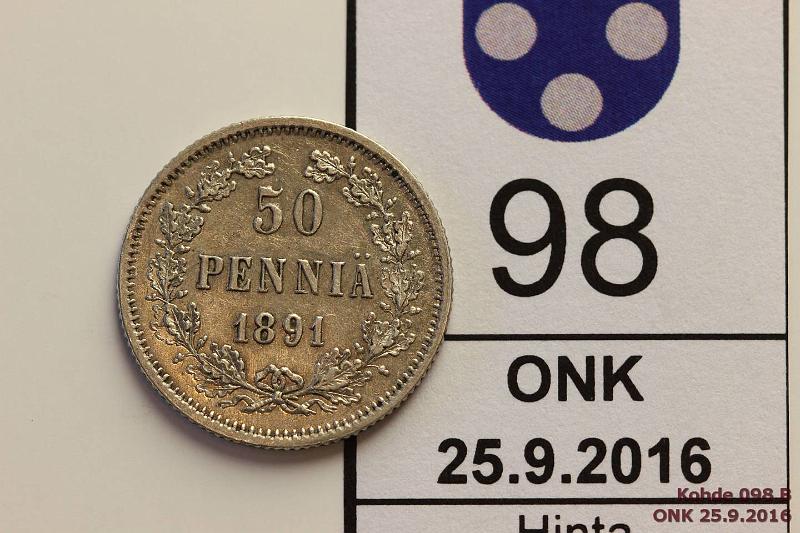 50
PENNIÄ
1891
98
ONK
25.9.2016
Hinta
Kohde 098 B
ONK 25.9.2016